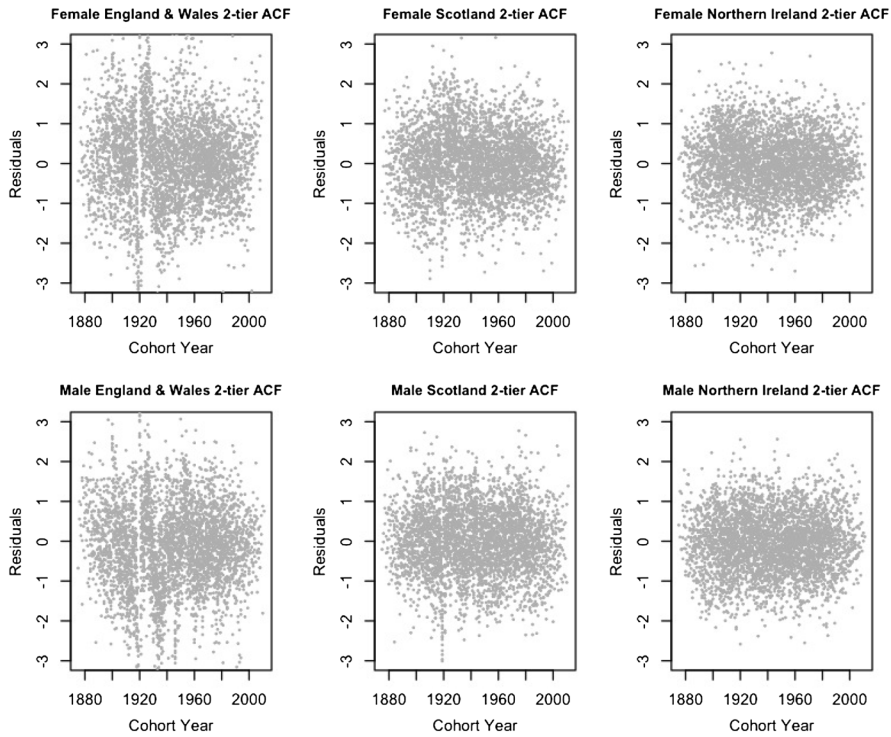 Female England & Wales 2-tier ACF
Female Scotland 2-tier ACF
Female Northern Ireland 2-tier ACF
Residuals
3
2
1
0
-1
-2
-3
1880 1920 1960 2000
Cohort Year
Residuals
3
2
1
0
-1
-2
-3
1880 1920 1960 2000
Cohort Year
Residuals
3
2
1
0
-1
-2
-3
1880 1920 1960 2000
Cohort Year
Male England & Wales 2-tier ACF
Male Scotland 2-tier ACF
Male Northern Ireland 2-tier ACF
Residuals
3
2
1
0
-1
-2
-3
1880 1920 1960 2000
Cohort Year
Residuals
3
2
1
0
-1
-2
-3
1880 1920 1960 2000
Cohort Year
Residuals
3
2
1
0
-1
-2
-3
1880 1920 1960 2000
Cohort Year